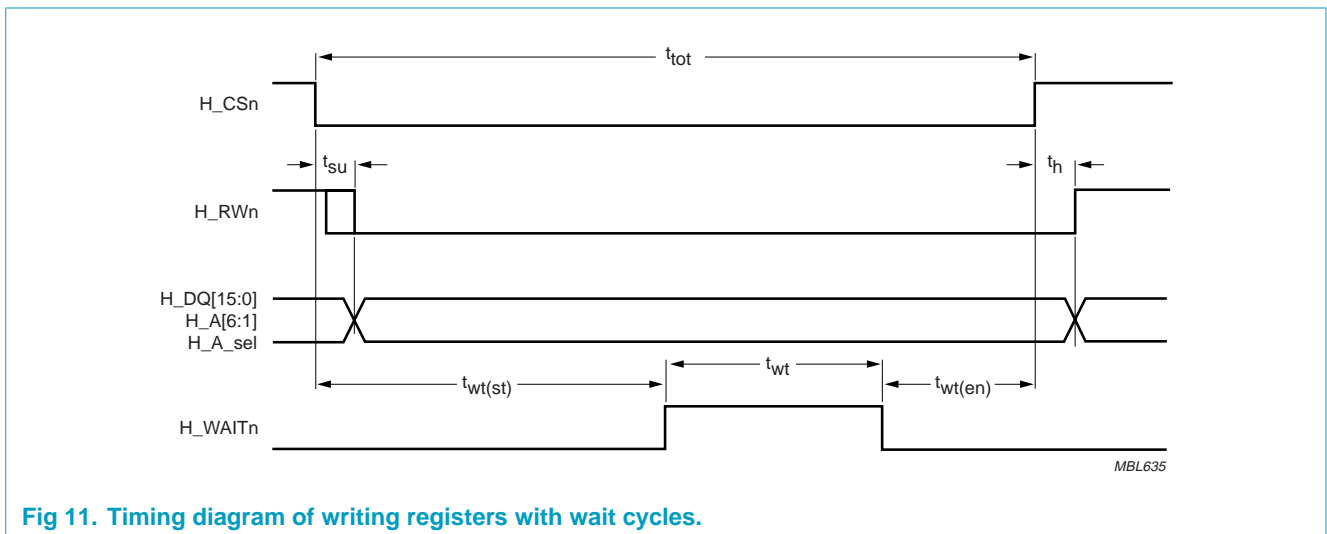 t_tot
H_CSn
t_su
t_h
H_RWn
H_DQ[15:0]
H_A[6:1]
H_A_sel
t_wt
t_wt(st)
t_wt(en)
H_WAITn
MBL635
Fig 11. Timing diagram of writing registers with wait cycles.